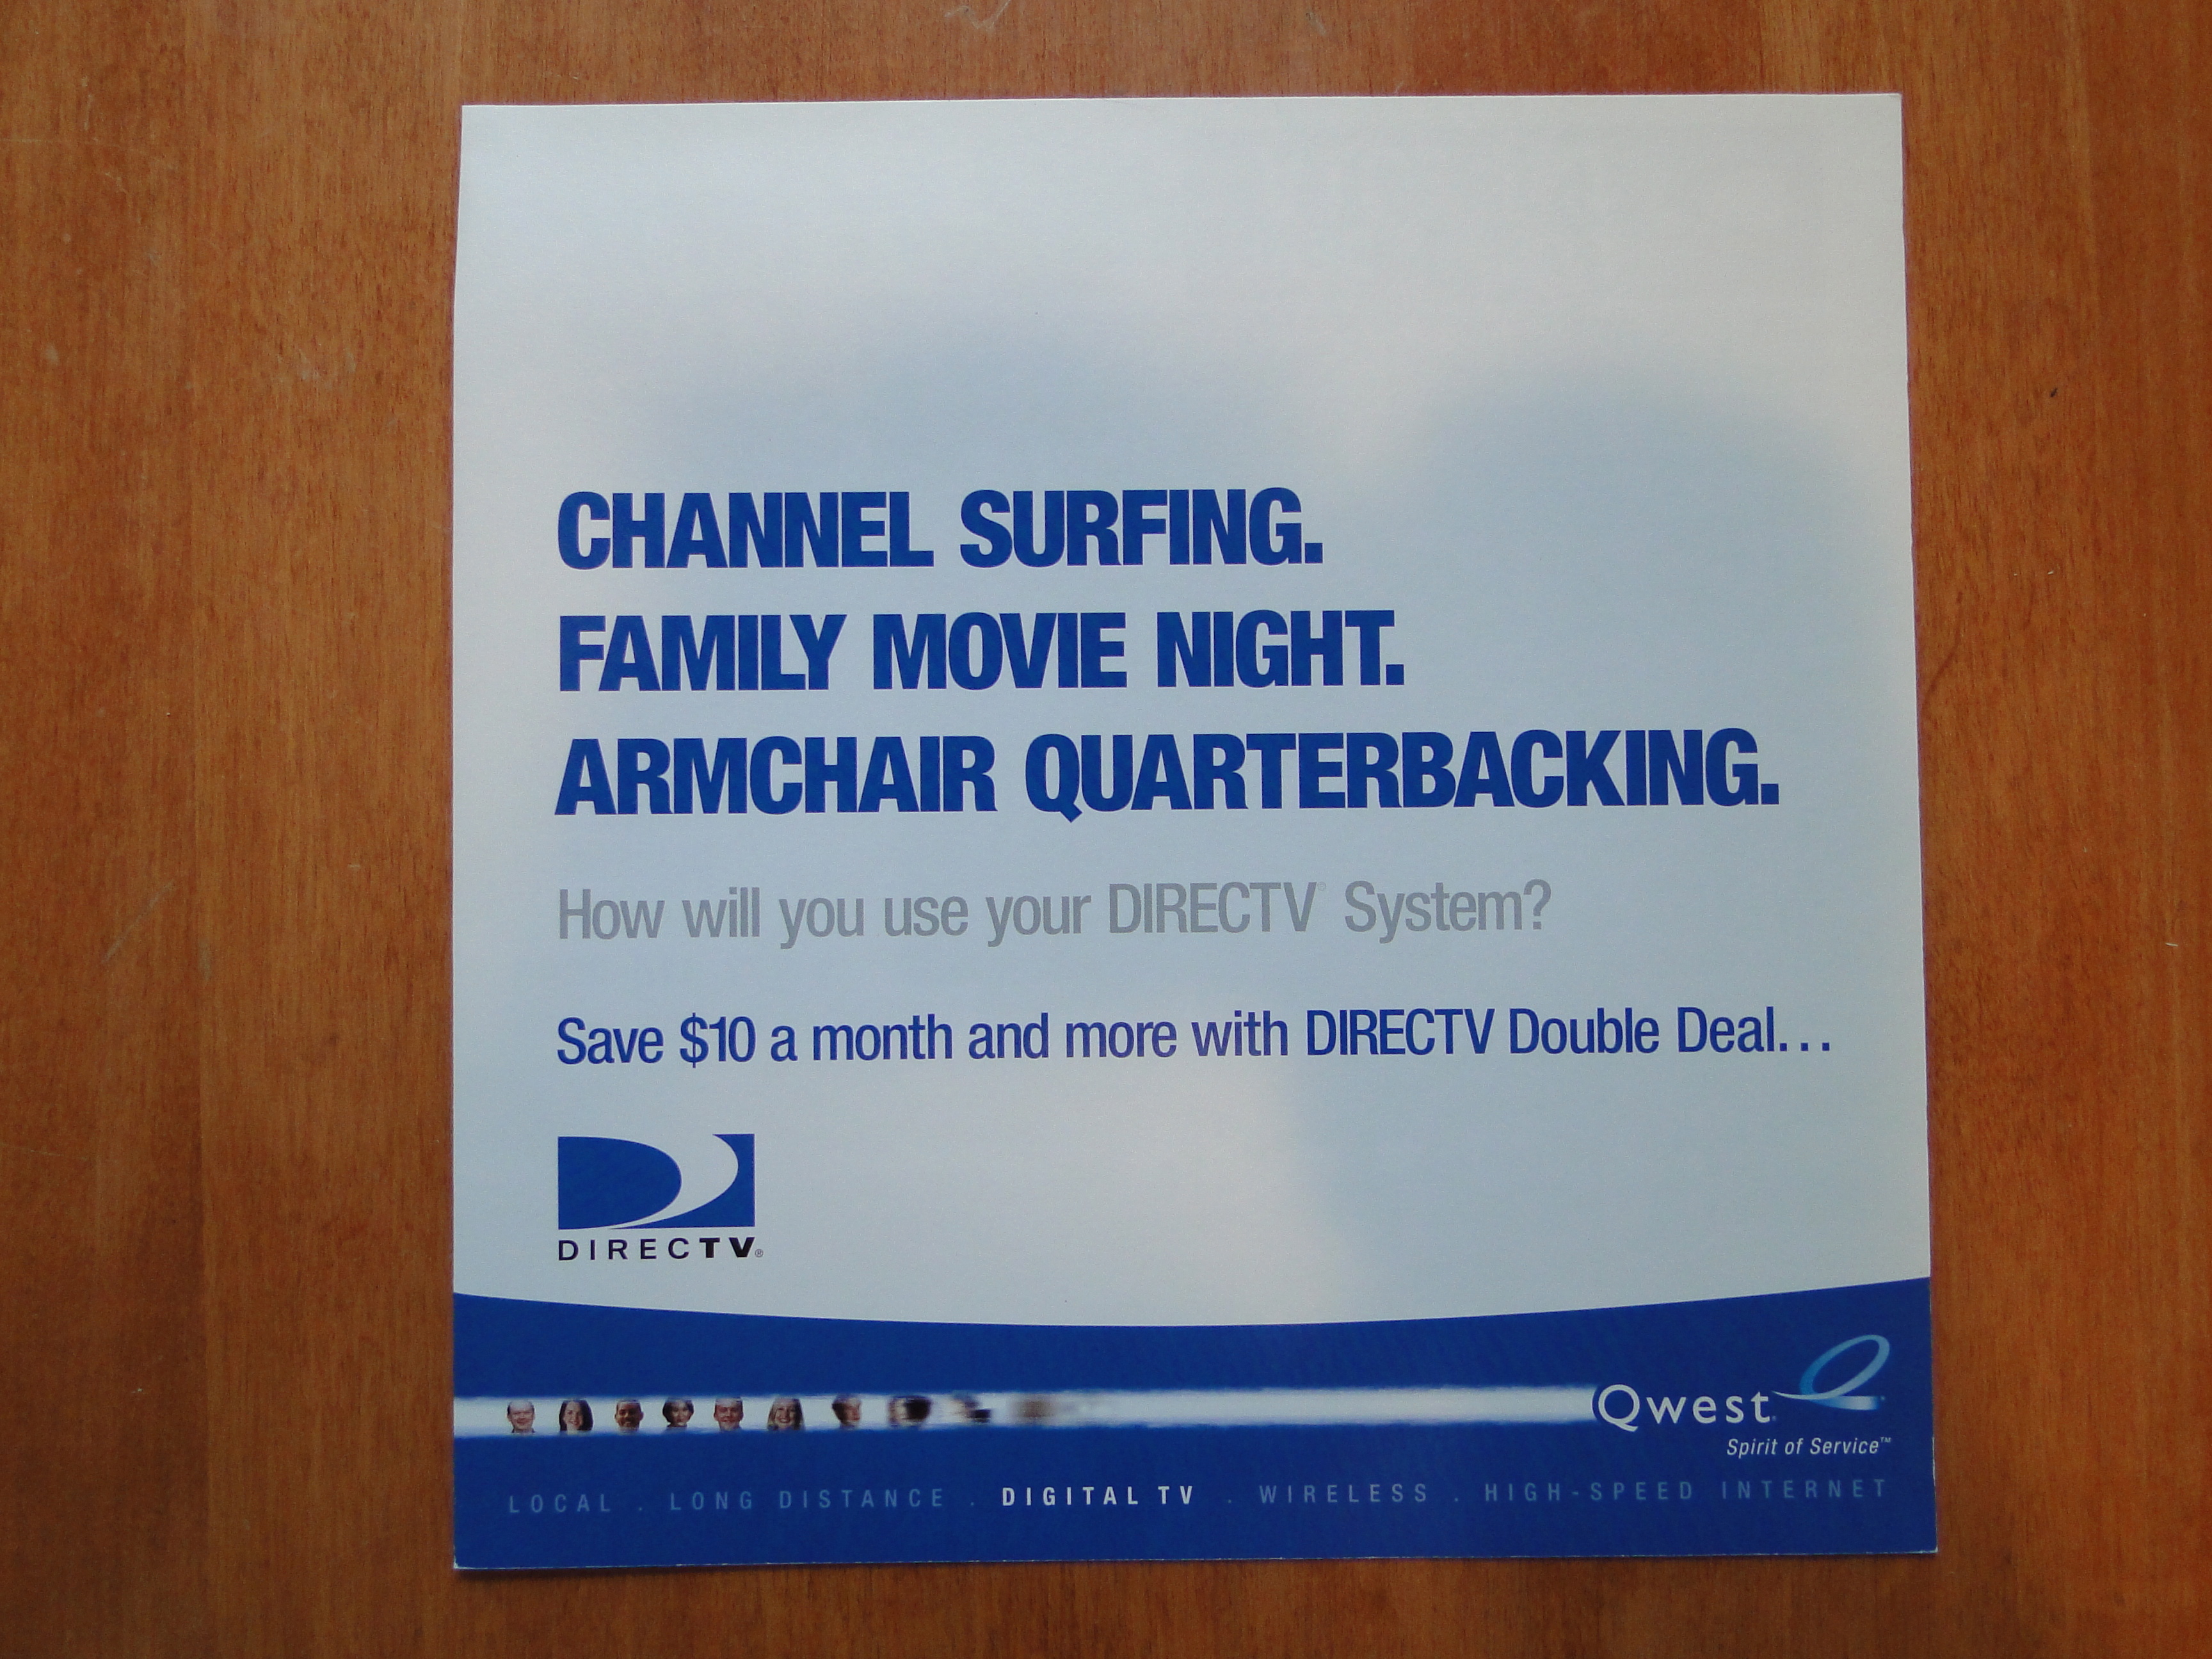 CHANNEL SURFING.
FAMILY MOVIE NIGHT.
ARMCHAIR QUARTERBACKING.
How will you use your DIRECTV® System?
Save $10 a month and more with DIRECTV Double Deal...
DIRECTV®
Qwest®
Spirit of Service™
LOCAL . LONG DISTANCE . DIGITAL TV . WIRELESS . HIGH-SPEED INTERNET